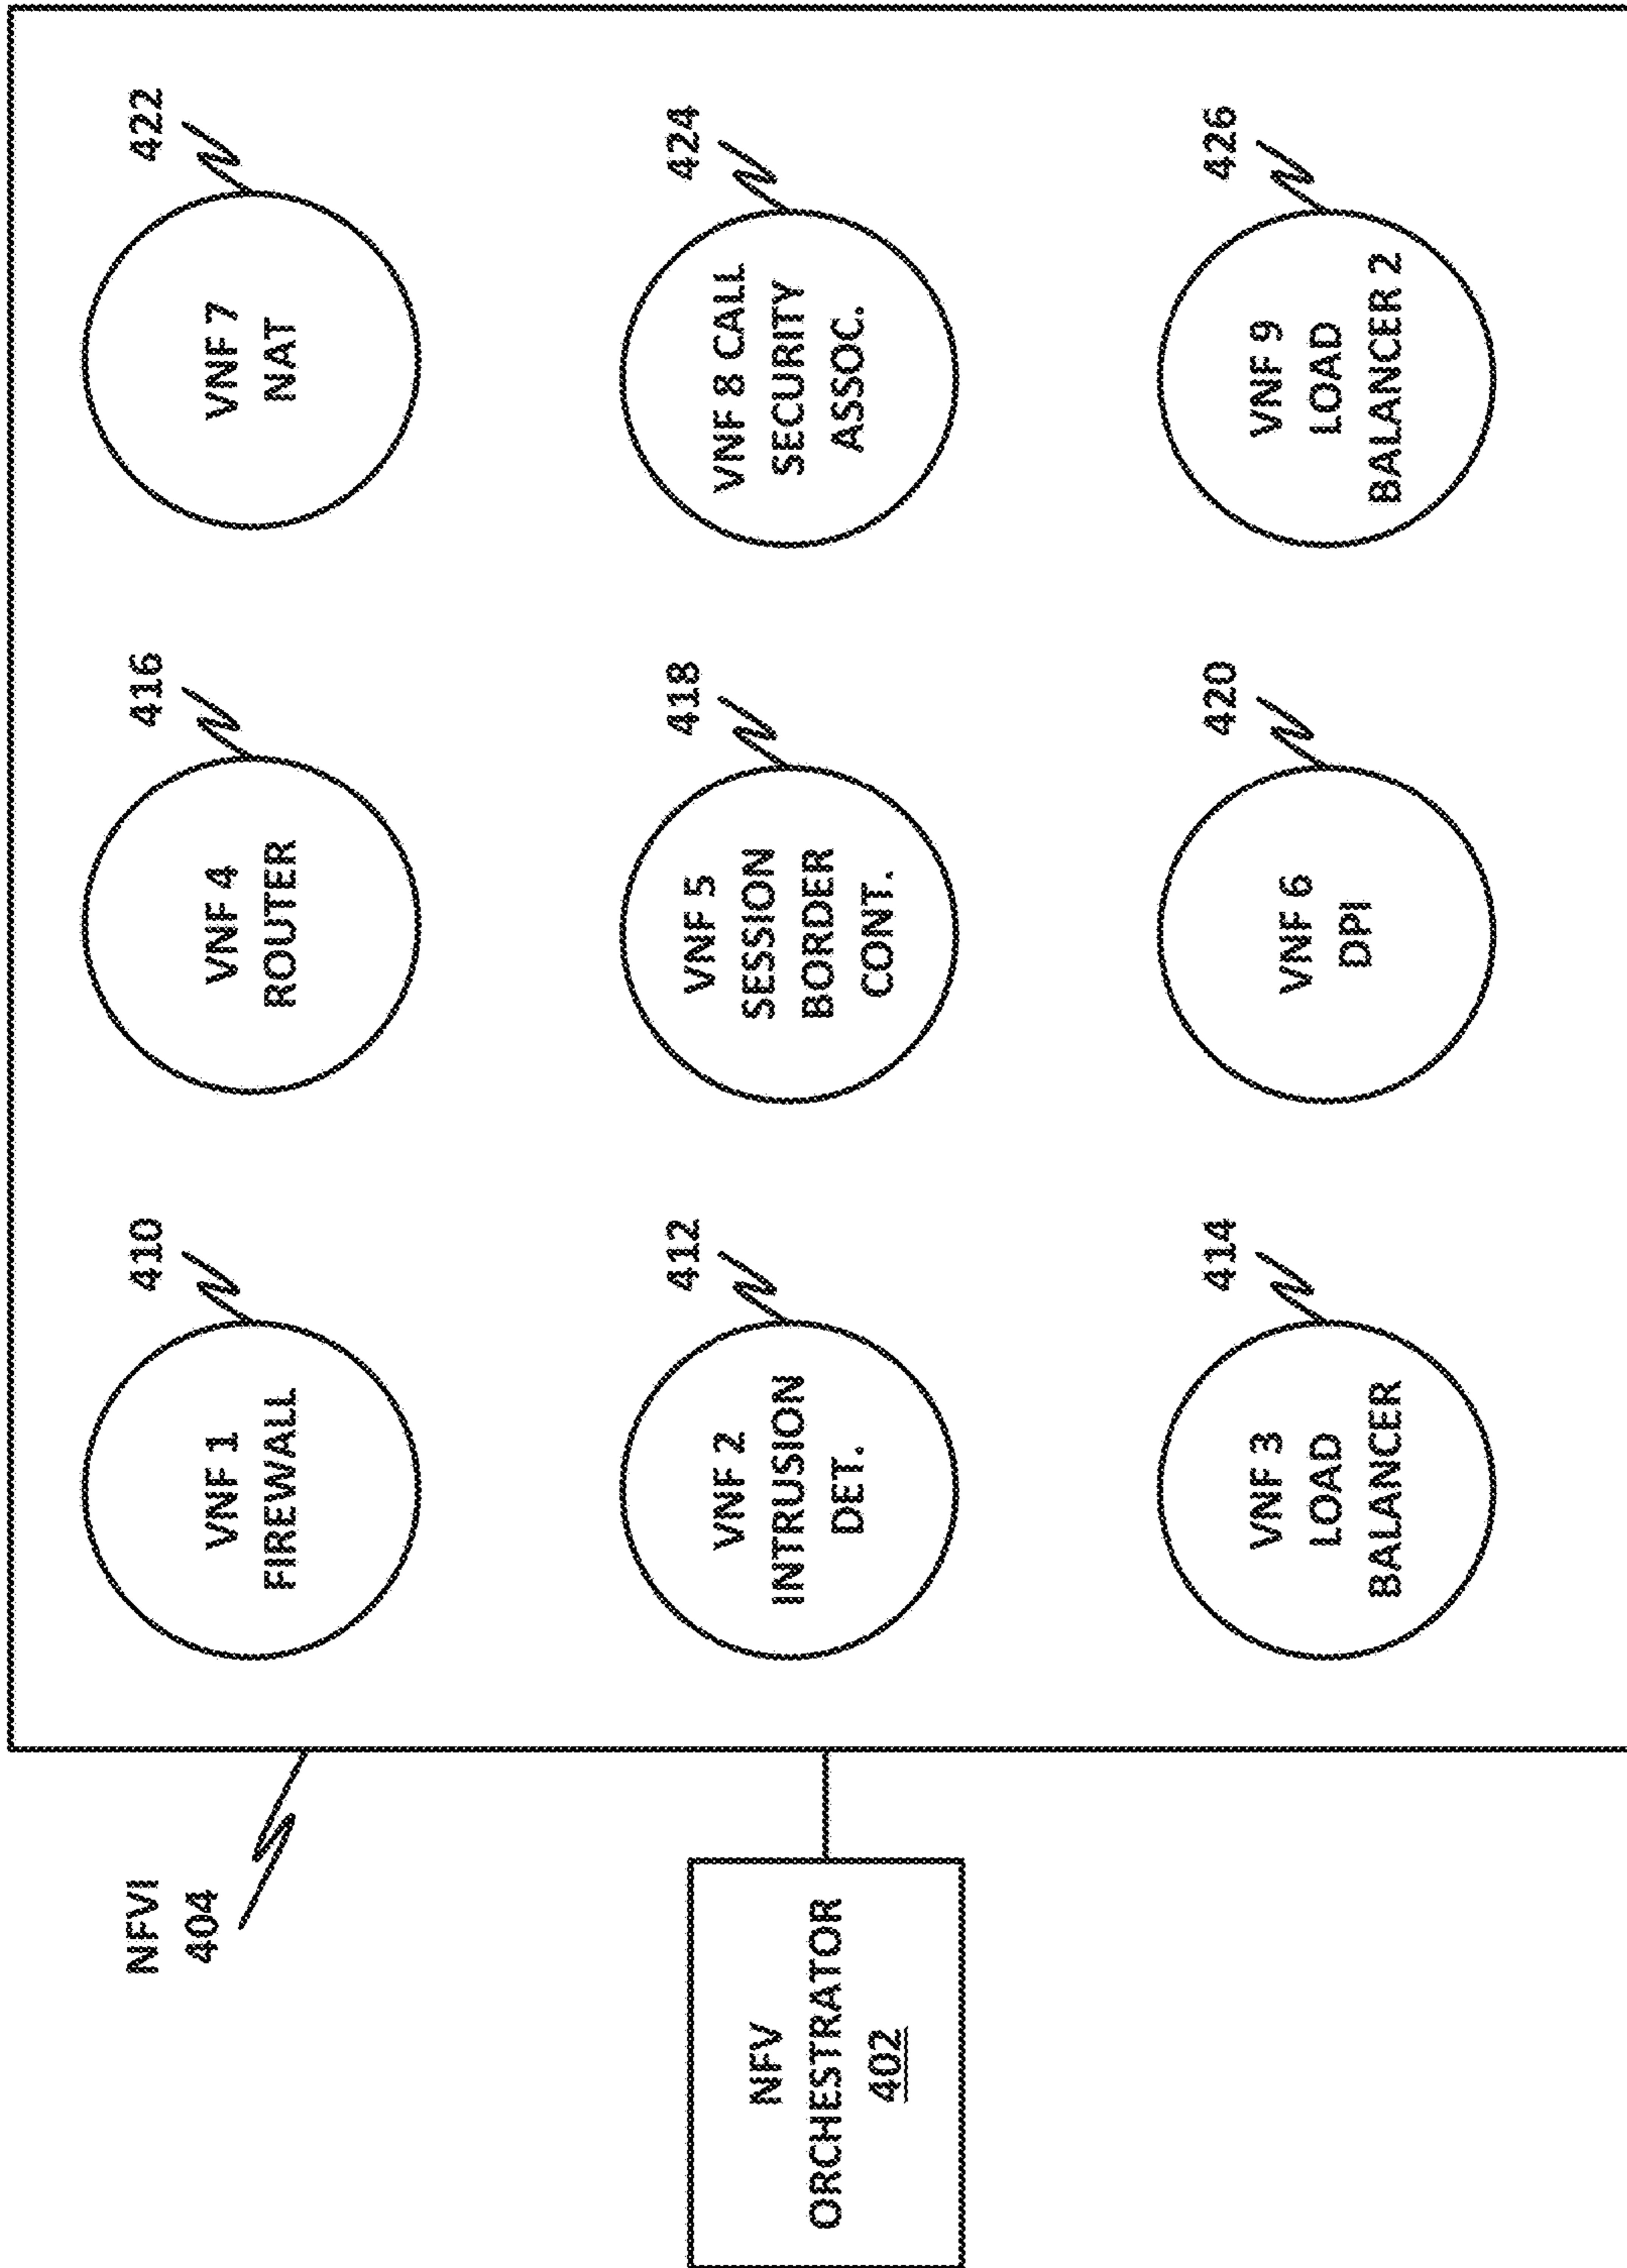 NFVI
404
NFV
ORCHESTRATOR
402
410
VNF 1
FIREWALL
416
VNF 4
ROUTER
422
VNF 7
NAT
412
VNF 2
INTRUSION
DET.
418
VNF 5
SESSION
BORDER
CONT.
424
VNF 8 CALL
SECURITY
ASSOC.
414
VNF 3
LOAD
BALANCER
420
VNF 6
DPI
426
VNF 9
LOAD
BALANCER 2